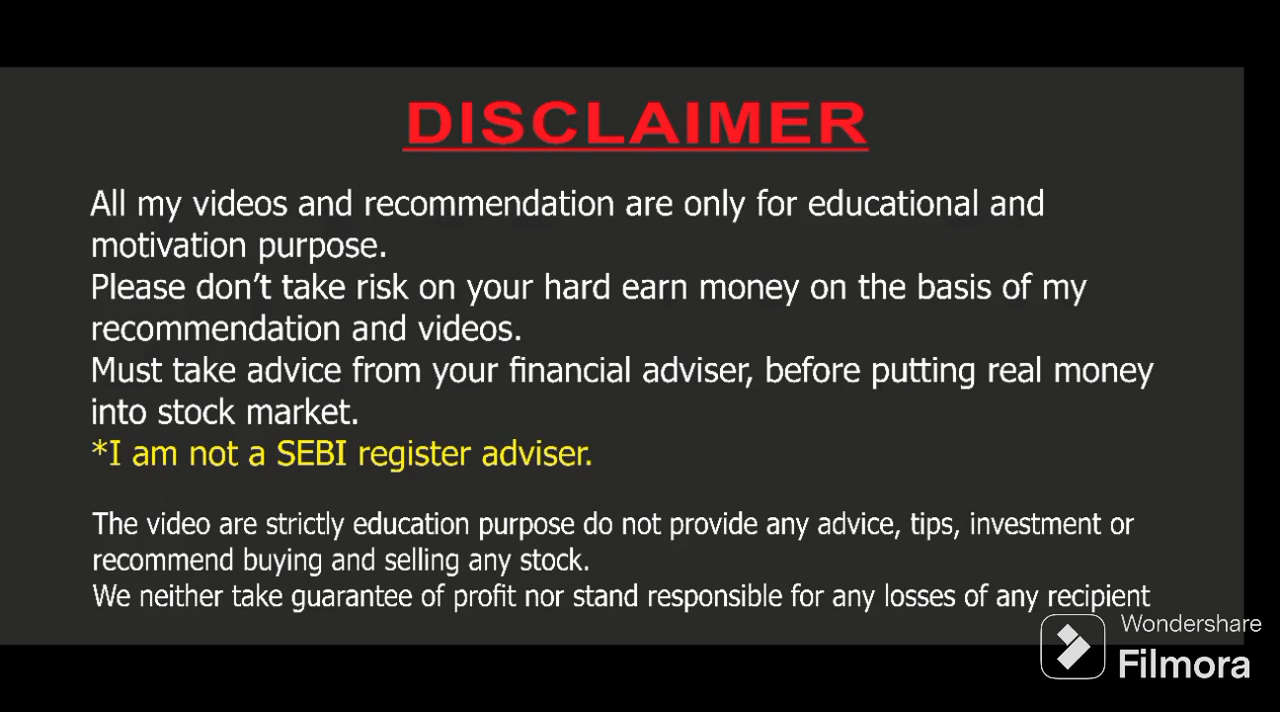 DISCLAIMER
All my videos and recommendation are only for educational and
motivation purpose.
Please don't take risk on your hard earn money on the basis of my
recommendation and videos.
Must take advice from your financial adviser, before putting real money
into stock market.
*I am not a SEBI register adviser.
The video are strictly education purpose do not provide any advice, tips, investment or
recommend buying and selling any stock.
We neither take guarantee of profit nor stand responsible for any losses of any recipient
Wondershare
Filmora